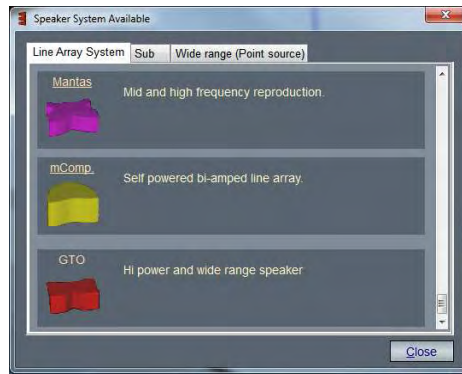 Speaker System Available
Line Array System Sub Wide range (Point source)
Mantas
Mid and high frequency reproduction.
mComp.
Self powered bi-amped line array.
GTO
Hi power and wide range speaker
Close